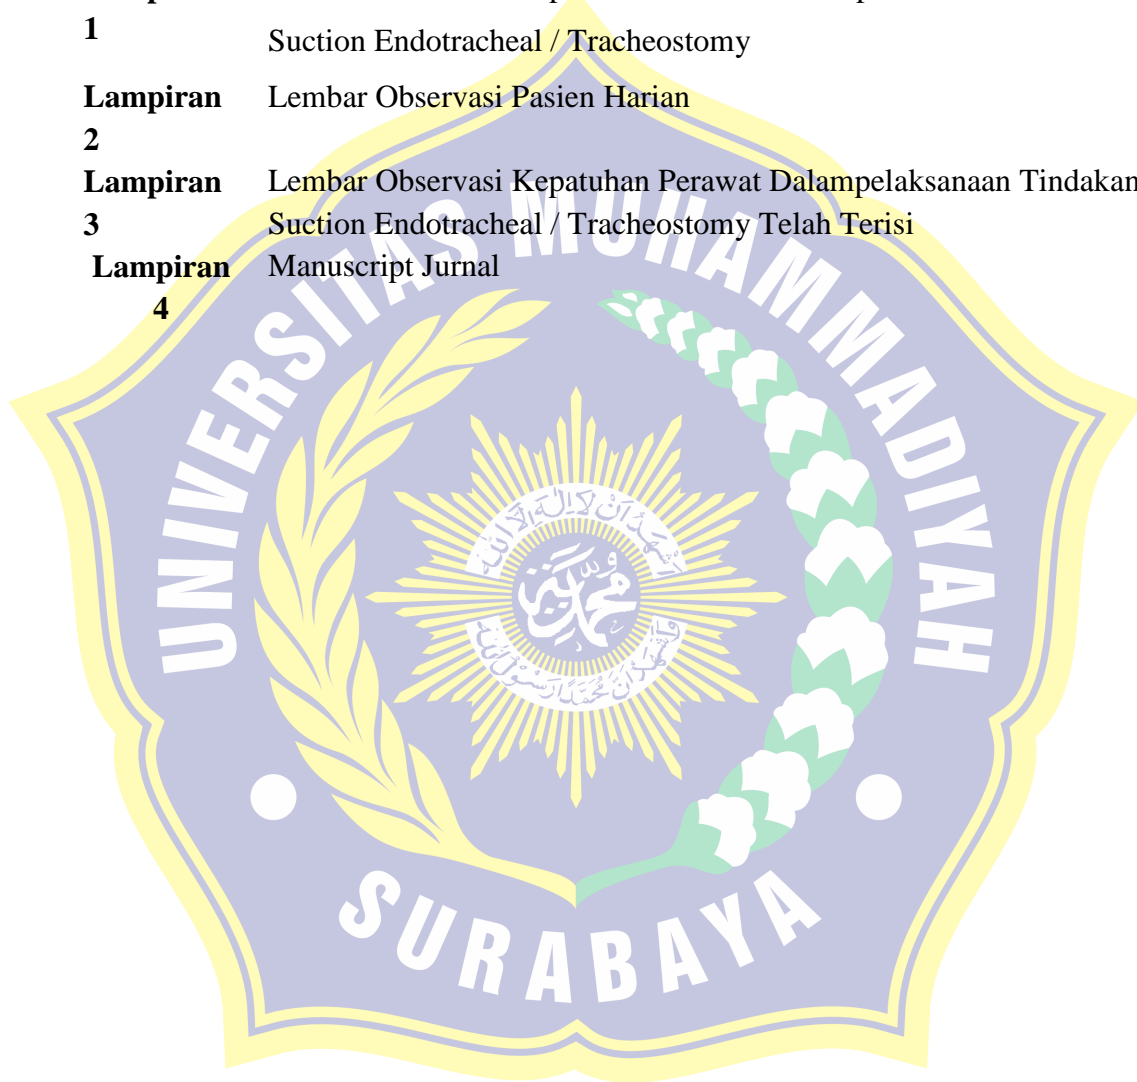 1
Suction Endotracheal / Tracheostomy
Lampiran Lembar Observasi Pasien Harian
2
Lampiran Lembar Observasi Kepatuhan Perawat Dalampelaksanaan Tindakan
3 Suction Endotracheal / Tracheostomy Telah Terisi
Lampiran Manuscript Jurnal
4
UNIVERSITAS MUHAMMADIYAH
SURABAYA